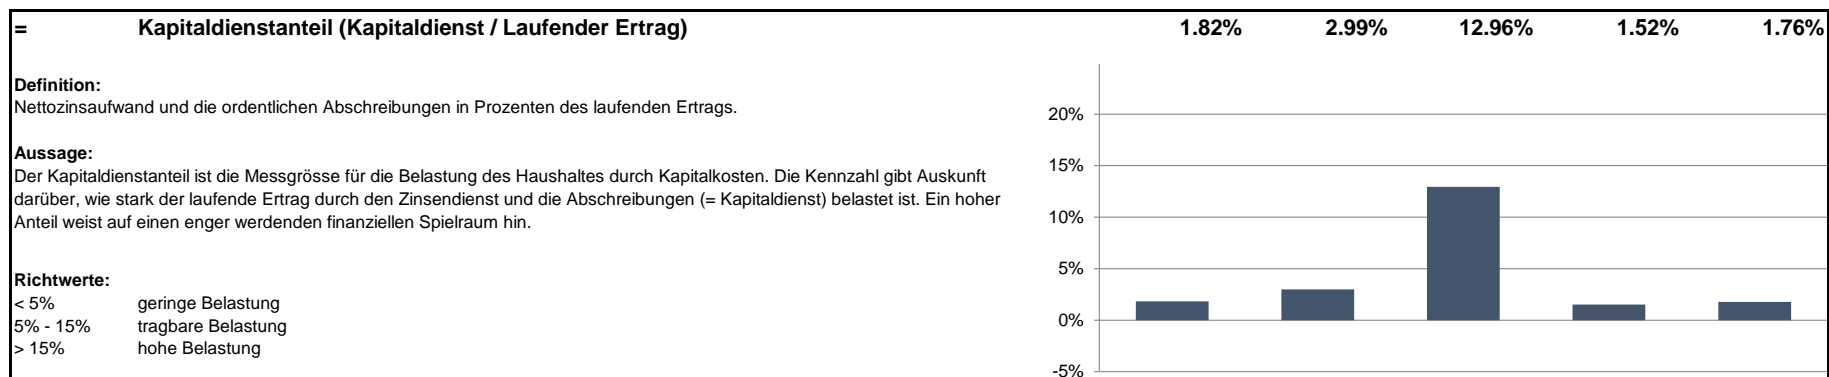 = Kapitaldienstanteil (Kapitaldienst / Laufender Ertrag) 1.82% 2.99% 12.96% 1.52% 1.76%
Definition:
Nettozinsaufwand und die ordentlichen Abschreibungen in Prozenten des laufenden Ertrags.
Aussage:
Der Kapitaldienstanteil ist die Messgrösse für die Belastung des Haushaltes durch Kapitalkosten. Die Kennzahl gibt Auskunft
darüber, wie stark der laufende Ertrag durch den Zinsendienst und die Abschreibungen (= Kapitaldienst) belastet ist. Ein hoher
Anteil weist auf einen enger werdenden finanziellen Spielraum hin.
Richtwerte:
< 5% geringe Belastung
5% - 15% tragbare Belastung
> 15% hohe Belastung
20%
15%
10%
5%
0%
-5%